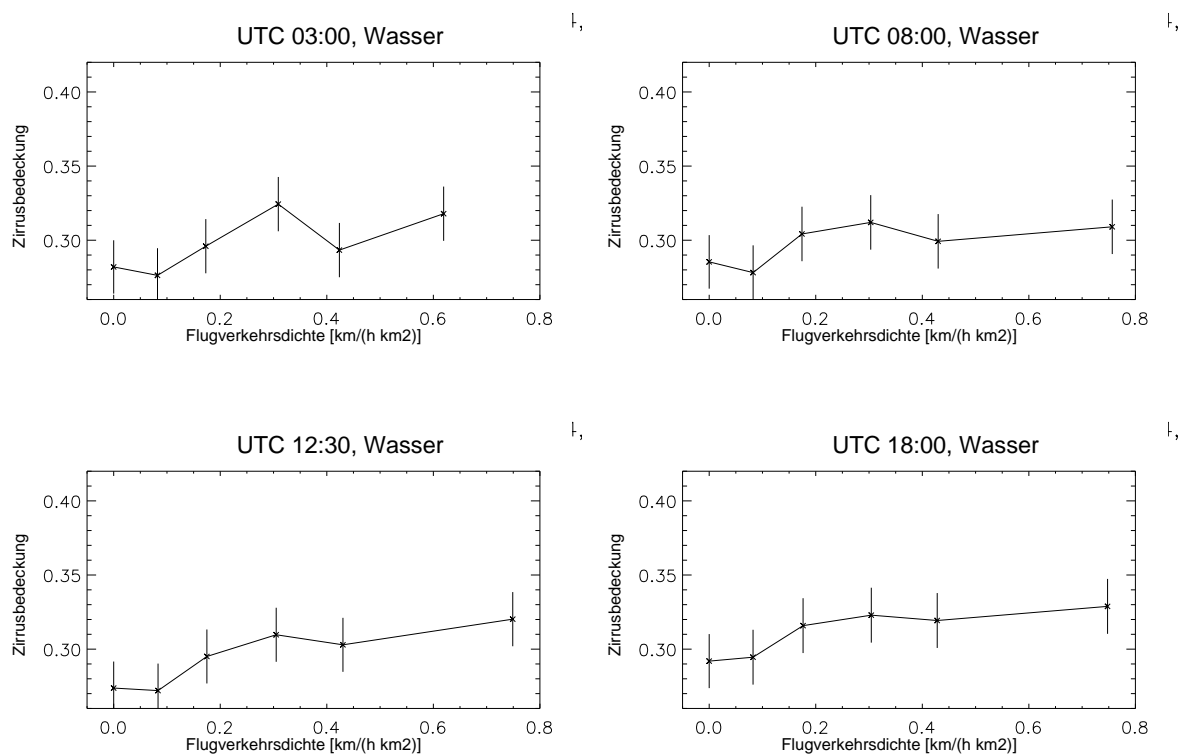 UTC 03:00, Wasser
0.40
0.35
0.30
Zirrusbedeckung
0.0 0.2 0.4 0.6 0.8
Flugverkehrsdichte [km/(h km2)]
UTC 08:00, Wasser
0.40
0.35
0.30
Zirrusbedeckung
0.0 0.2 0.4 0.6 0.8
Flugverkehrsdichte [km/(h km2)]
UTC 12:30, Wasser
0.40
0.35
0.30
Zirrusbedeckung
0.0 0.2 0.4 0.6 0.8
Flugverkehrsdichte [km/(h km2)]
UTC 18:00, Wasser
0.40
0.35
0.30
Zirrusbedeckung
0.0 0.2 0.4 0.6 0.8
Flugverkehrsdichte [km/(h km2)]